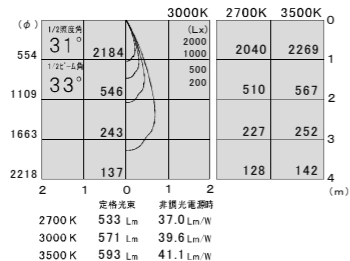 3000K 2700K 3500K
(φ) 1/2照度角 (Lx) 0
31° 2000
554 2184 1000 2040 2269 1
1/2ビーム角 500
33° 200
1109 546 510 567 2
1663 243 227 252 3
2218 137 128 142 4
2 1 0 1 2 (m)
定格光束 非調光電源時
2700K 533 Lm 37.0 Lm/W
3000K 571 Lm 39.6 Lm/W
3500K 593 Lm 41.1 Lm/W